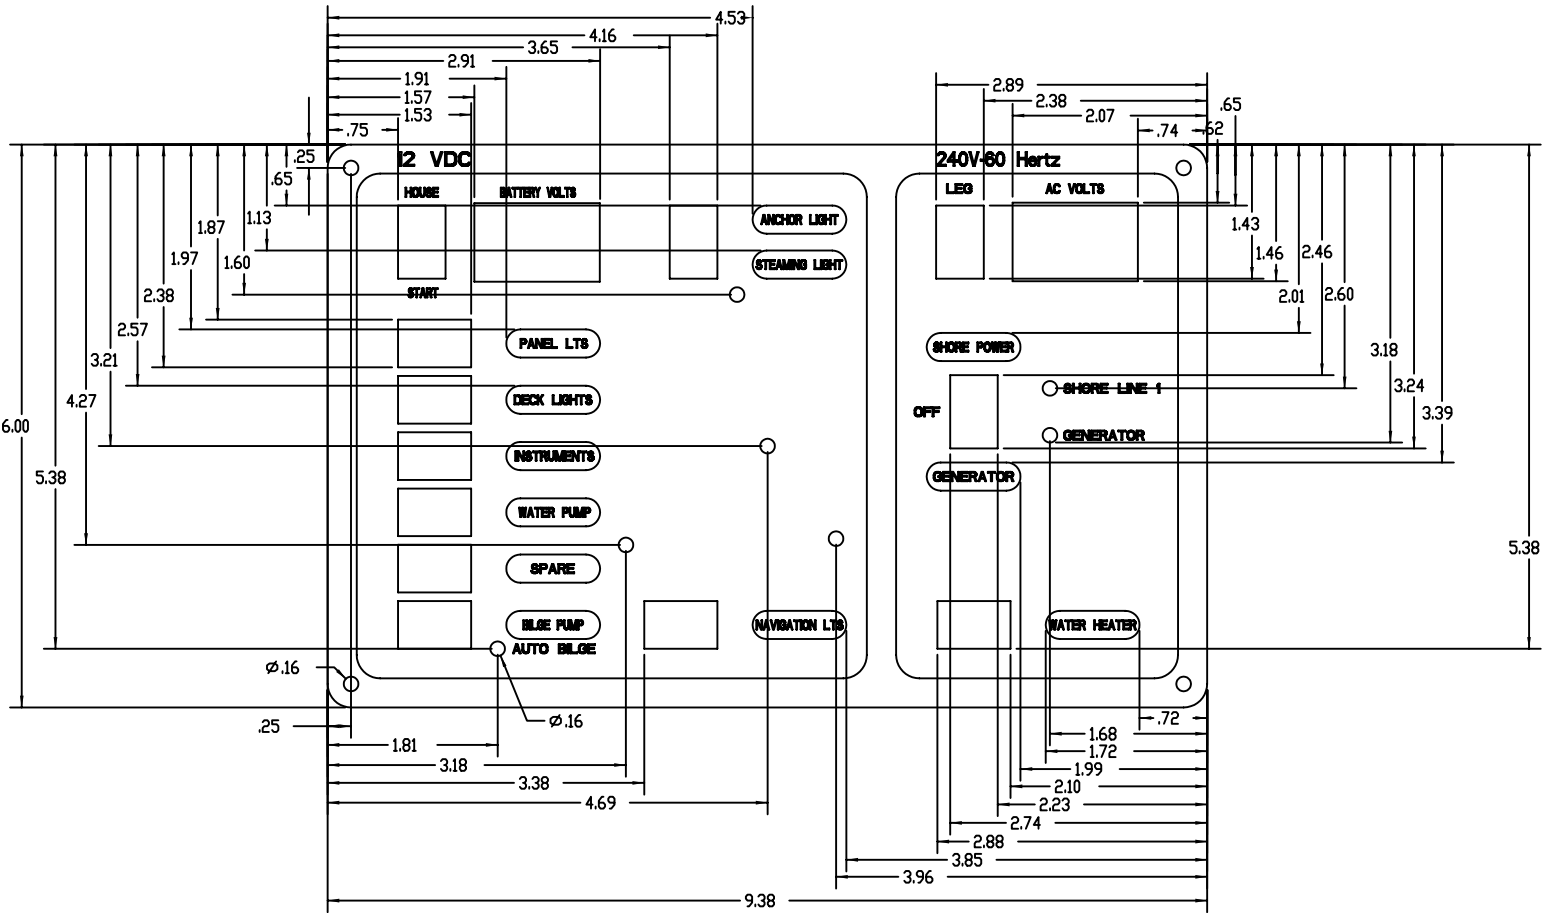 4.53
4.16
3.65
2.91
1.91
1.57
1.53
.75
2.89
2.38
2.07
.74
.62
.65
.25
12 VDC
240V-60 Hertz
.65
HOUSE
BATTERY VOLTS
LEG
AC VOLTS
1.13
1.87
1.97
1.60
ANCHOR LIGHT
1.43
1.46
2.46
STEAMING LIGHT
2.38
START
2.01
2.60
2.57
3.21
PANEL LTS
SHORE POWER
3.18
4.27
DECK LIGHTS
SHORE LINE 1
3.24
OFF
3.39
6.00
GENERATOR
INSTRUMENTS
5.38
GENERATOR
WATER PUMP
5.38
SPARE
BILGE PUMP
NAVIGATION LTS
WATER HEATER
AUTO BILGE
Ø.16
Ø.16
.25
.72
1.81
1.68
1.72
3.18
1.99
3.38
2.10
4.69
2.23
2.74
2.88
3.85
3.96
9.38